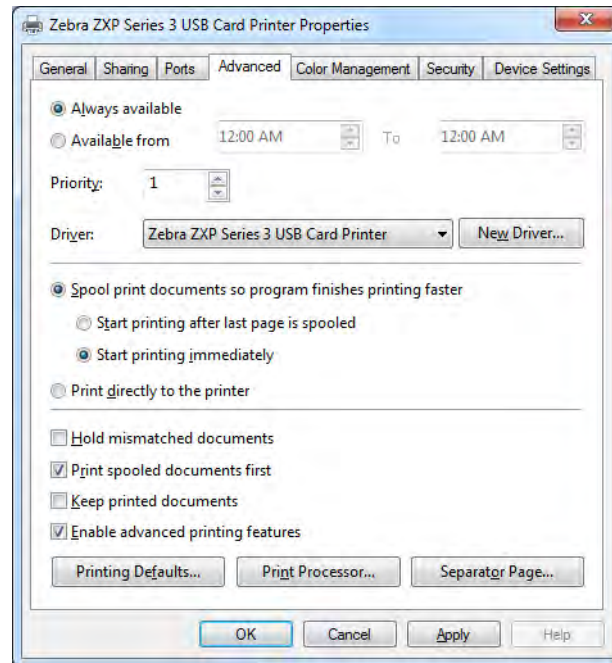 Zebra ZXP Series 3 USB Card Printer Properties
General Sharing Ports Advanced Color Management Security Device Settings
Always available
Available from 12:00 AM To 12:00 AM
Priority: 1
Driver: Zebra ZXP Series 3 USB Card Printer New Driver...
Spool print documents so program finishes printing faster
Start printing after last page is spooled
Start printing immediately
Print directly to the printer
Hold mismatched documents
Print spooled documents first
Keep printed documents
Enable advanced printing features
Printing Defaults... Print Processor... Separator Page...
OK Cancel Apply Help